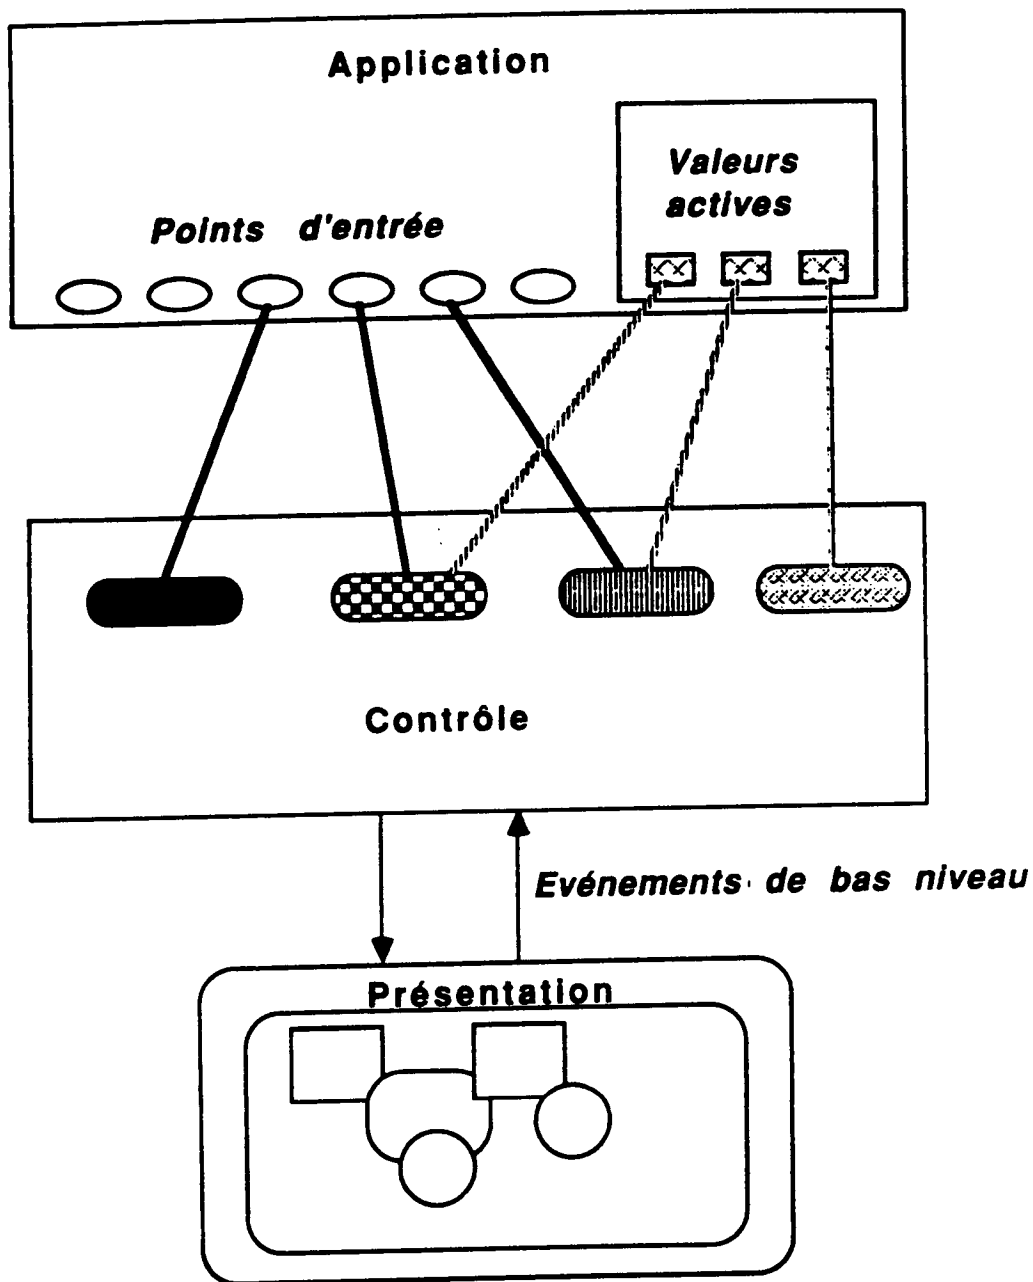 Application
Valeurs
actives
Points d'entrée
Contrôle
Evénements de bas niveau
Présentation